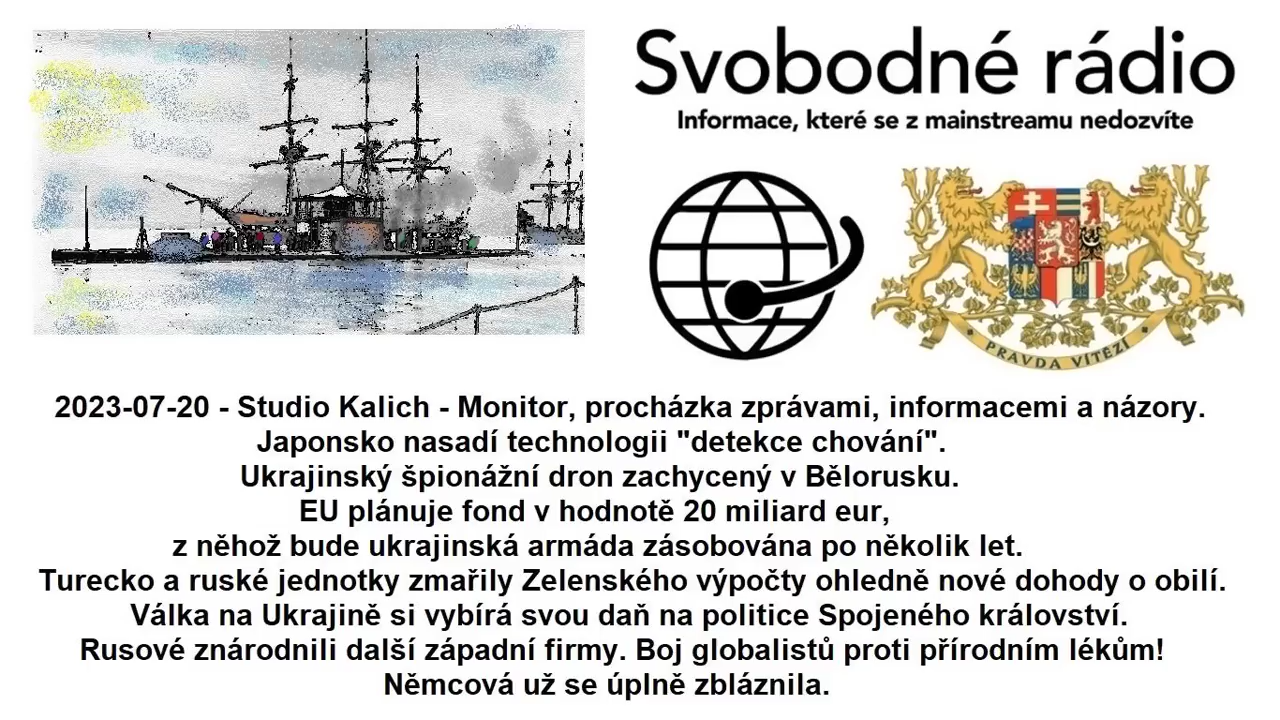 Svobodné rádio
Informace, které se z mainstreamu nedozvíte
PRAVDA VÍTĚZÍ
2023-07-20 - Studio Kalich - Monitor, procházka zprávami, informacemi a názory.
Japonsko nasadí technologii "detekce chování".
Ukrajinský špionážní dron zachycený v Bělorusku.
EU plánuje fond v hodnotě 20 miliard eur,
z něhož bude ukrajinská armáda zásobována po několik let.
Turecko a ruské jednotky zmařily Zelenského výpočty ohledně nové dohody o obilí.
Válka na Ukrajině si vybírá svou daň na politice Spojeného království.
Rusové znárodnili další západní firmy. Boj globalistů proti přírodním lékům!
Němcová už se úplně zbláznila.